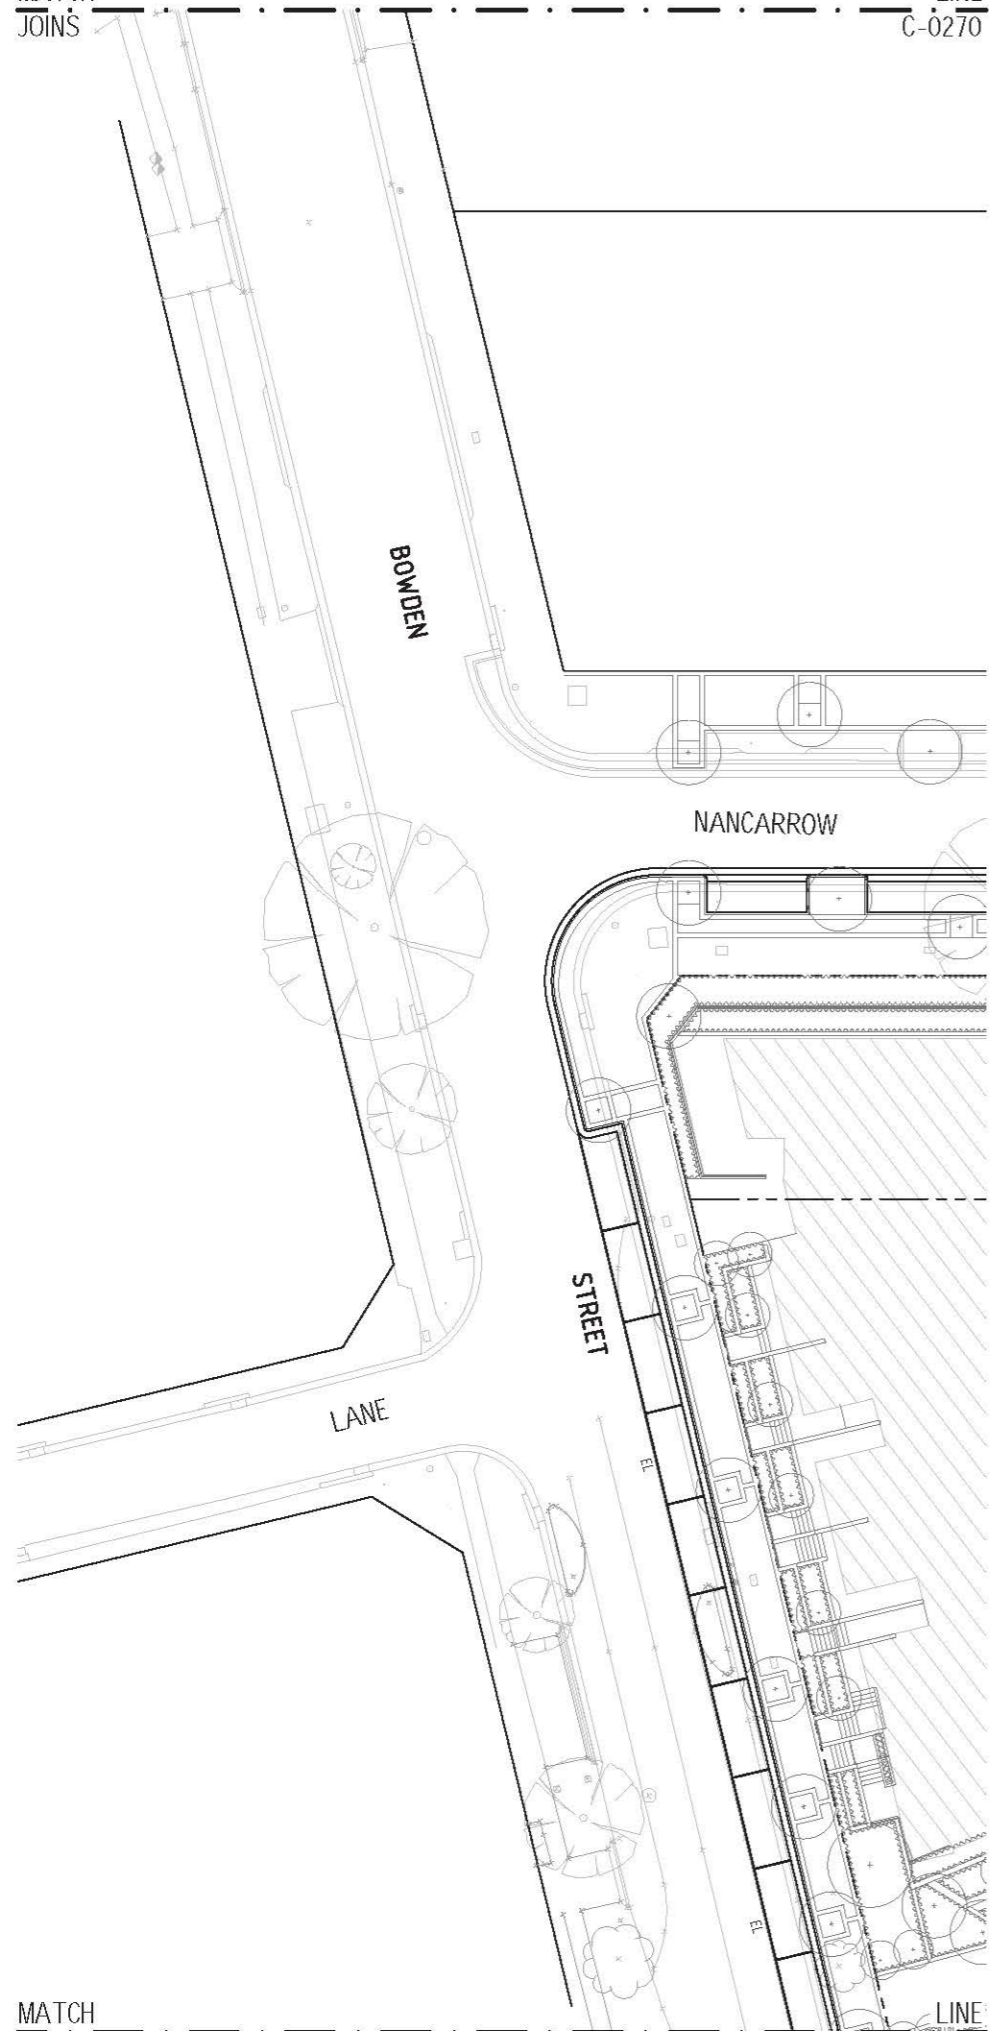 JOINS
C-0270
BOWDEN
NANCARROW
STREET
LANE
EL
EL
MATCH
LINE